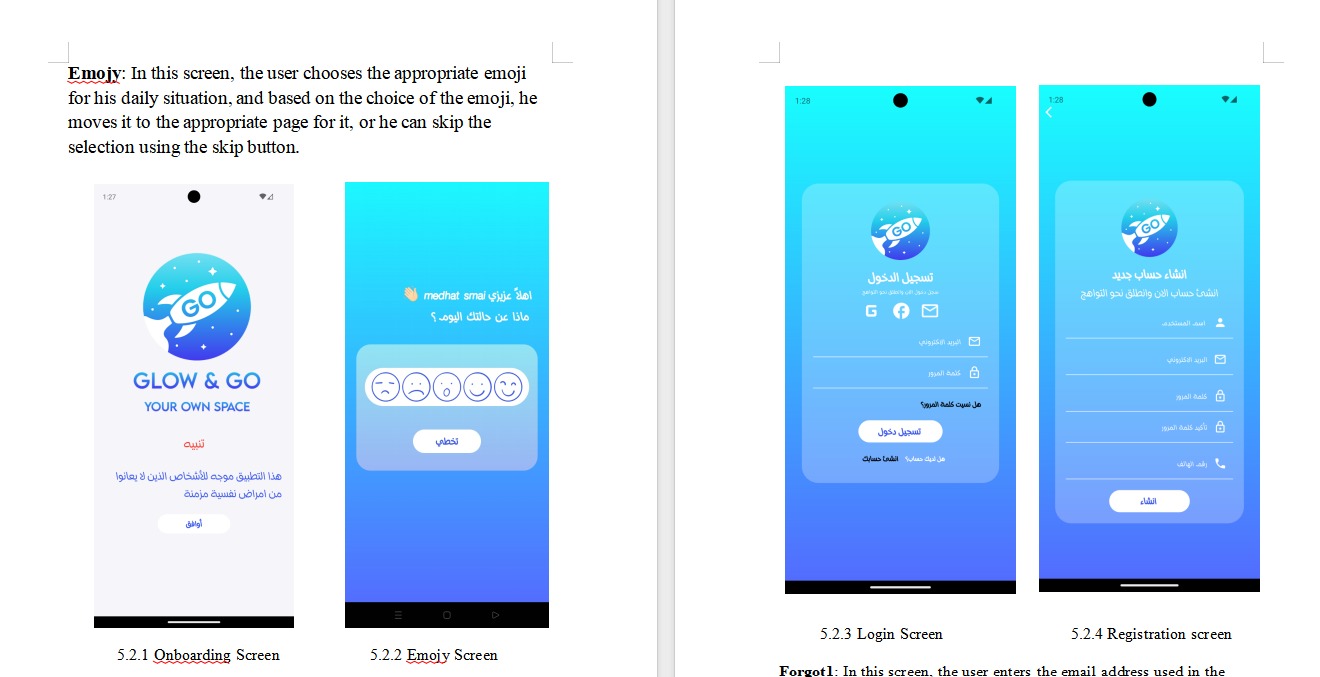 Emojy: In this screen, the user chooses the appropriate emoji
for his daily situation, and based on the choice of the emoji, he
moves it to the appropriate page for it, or he can skip the
selection using the skip button.
1:27
GO
GLOW & GO
YOUR OWN SPACE
تنبيه
هذا التطبيق موجه للأشخاص الذين لا يعانوا
من امراض نفسية مزمنة
أوافق
اهلاً عزيزي medhat smai 👋🏻
ماذا عن حالتك اليوم. ؟
تخطي
5.2.1 Onboarding Screen
5.2.2 Emojy Screen
1:28
GO
تسجيل الدخول
سجل دخول الان وانطلق نحو النواهج
G
البريد الاكتروني
كلمة المرور
هل نسيت كلمة المرور؟
تسجيل دخول
هل لديك حساب؟ انشئ حسابك
5.2.3 Login Screen
1:28
GO
انشاء حساب جديد
انشئ حساب الان وانطلق نحو النواهج
اسم المستخدم
البريد الاكتروني
كلمة المرور
تأكيد كلمة المرور
رقم الهاتف
انشاء
5.2.4 Registration screen
Forgot1: In this screen, the user enters the email address used in the